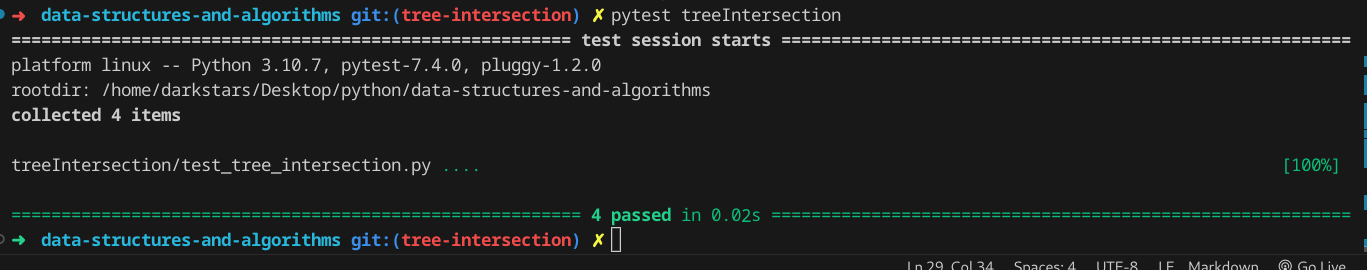 ➜ data-structures-and-algorithms git:(tree-intersection) ✗ pytest treeIntersection
======================================================== test session starts =========================================================
platform linux -- Python 3.10.7, pytest-7.4.0, pluggy-1.2.0
rootdir: /home/darkstars/Desktop/python/data-structures-and-algorithms
collected 4 items
treeIntersection/test_tree_intersection.py .... [100%]
========================================================= 4 passed in 0.02s ==========================================================
➜ data-structures-and-algorithms git:(tree-intersection) ✗
Ln 29, Col 34 Spaces: 4 UTF-8 LF Markdown Go Live